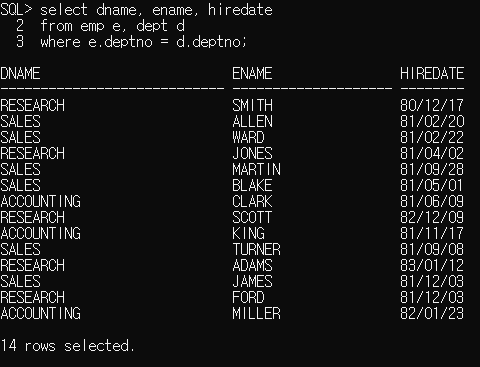 SQL> select dname, ename, hiredate
2 from emp e, dept d
3 where e.deptno = d.deptno;
DNAME ENAME HIREDATE
---------------------------- -------------------- --------
RESEARCH SMITH 80/12/17
SALES ALLEN 81/02/20
SALES WARD 81/02/22
RESEARCH JONES 81/04/02
SALES MARTIN 81/09/28
SALES BLAKE 81/05/01
ACCOUNTING CLARK 81/06/09
RESEARCH SCOTT 82/12/09
ACCOUNTING KING 81/11/17
SALES TURNER 81/09/08
RESEARCH ADAMS 83/01/12
SALES JAMES 81/12/03
RESEARCH FORD 81/12/03
ACCOUNTING MILLER 82/01/23
14 rows selected.